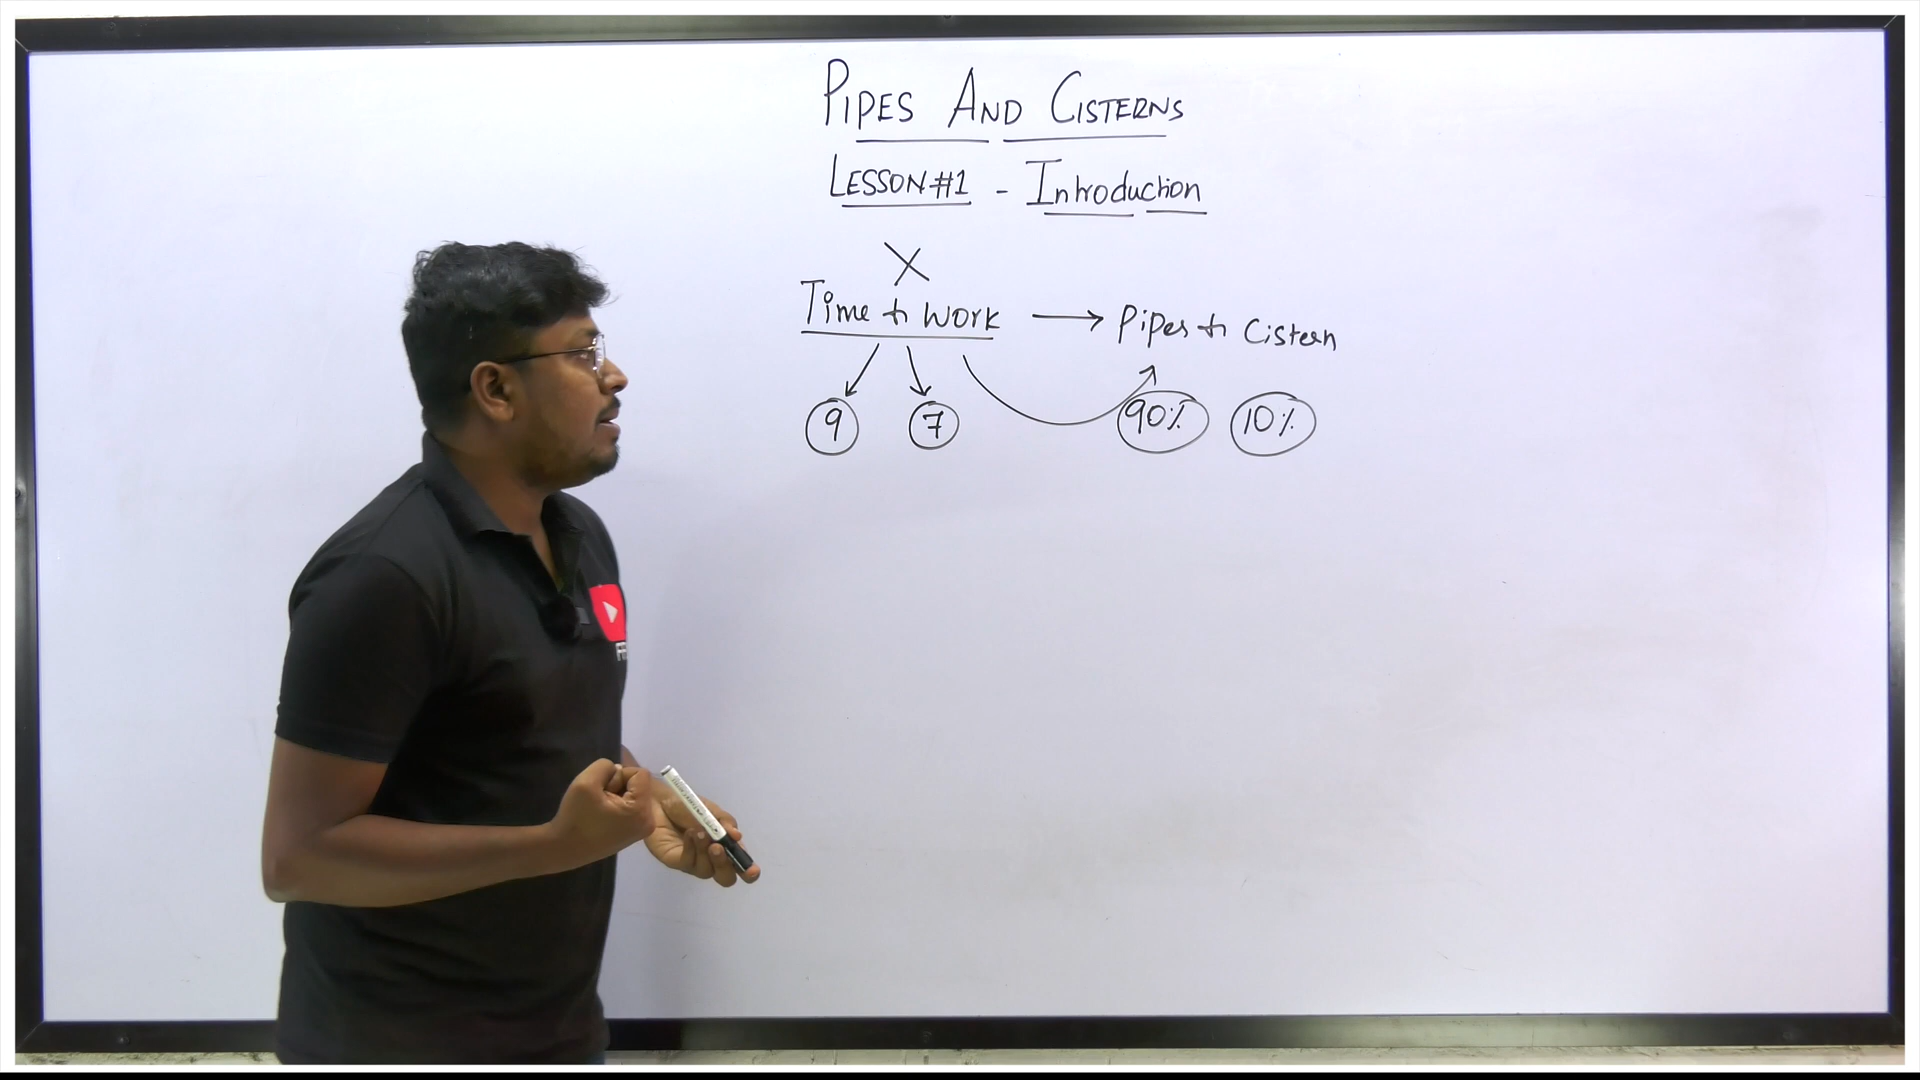 PIPES AND CISTERNS
LESSON#1 - Introduction
X
Time & Work → Pipes & Cistern
9 7 90% 10%